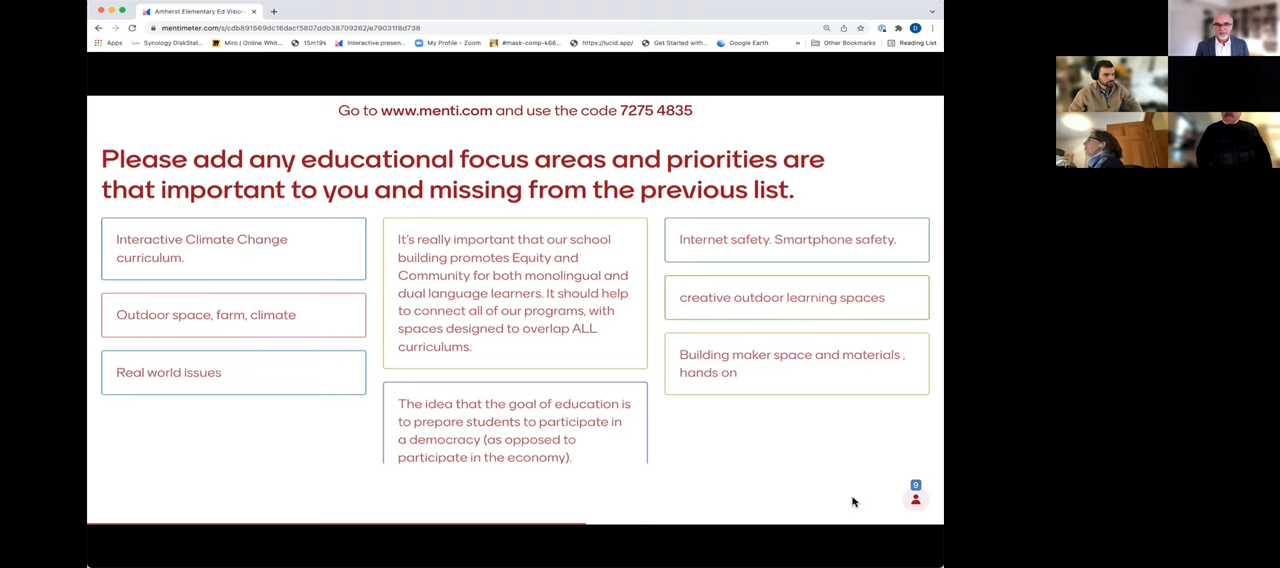 Amherst Elementary Ed Vision
mentimeter.com/s/cdb891569dc16dacf5807ddb38709262/e79031f8d738
Apps
Synology DiskStat...
Miro | Online Whit...
15m19s
Interactive presen...
My Profile - Zoom
#mask-comp-k66...
https://lucid.app/
Get Started with...
Google Earth
»
Other Bookmarks
Reading List
Go to www.menti.com and use the code 7275 4835
Please add any educational focus areas and priorities are
that important to you and missing from the previous list.
Interactive Climate Change
curriculum.
Outdoor space, farm, climate
Real world issues
It's really important that our school
building promotes Equity and
Community for both monolingual and
dual language learners. It should help
to connect all of our programs, with
spaces designed to overlap ALL
curriculums.
The idea that the goal of education is
to prepare students to participate in
a democracy (as opposed to
participate in the economy).
Internet safety. Smartphone safety.
creative outdoor learning spaces
Building maker space and materials ,
hands on
9